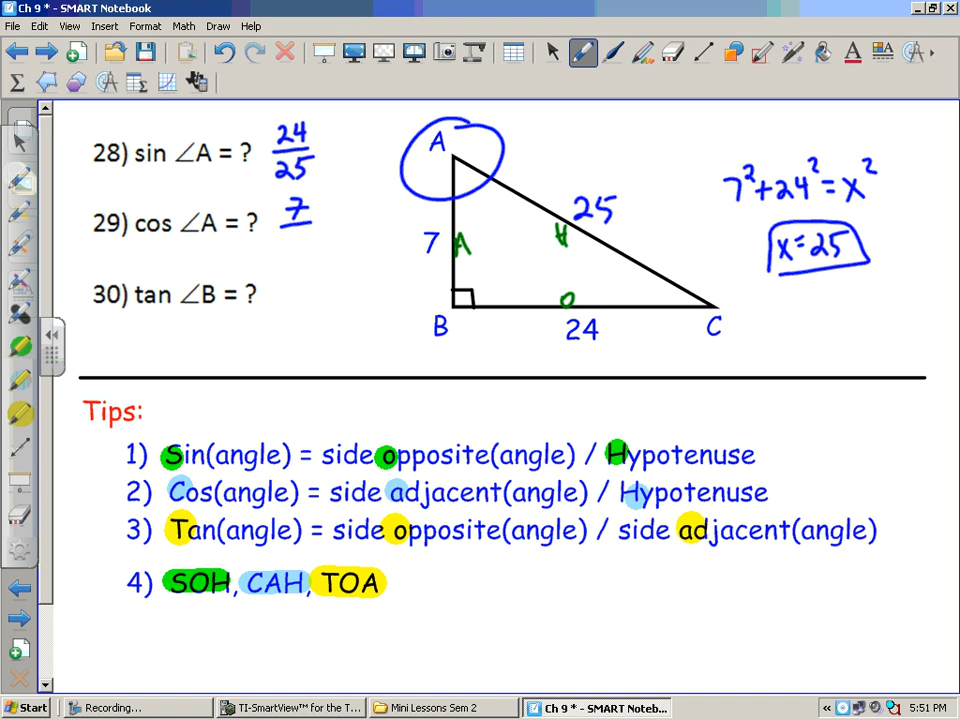 Ch 9 * - SMART Notebook
File Edit View Insert Format Math Draw Help
28) sin ∠A = ? 24/25
29) cos ∠A = ? 7
30) tan ∠B = ?
A
7
A
B
H
25
O
24
C
7² + 24² = x²
x = 25
Tips:
1) Sin(angle) = side opposite(angle) / Hypotenuse
2) Cos(angle) = side adjacent(angle) / Hypotenuse
3) Tan(angle) = side opposite(angle) / side adjacent(angle)
4) SOH, CAH, TOA
Start Recording... TI-SmartView™ for the T... Mini Lessons Sem 2 Ch 9 * - SMART Noteb... « 5:51 PM